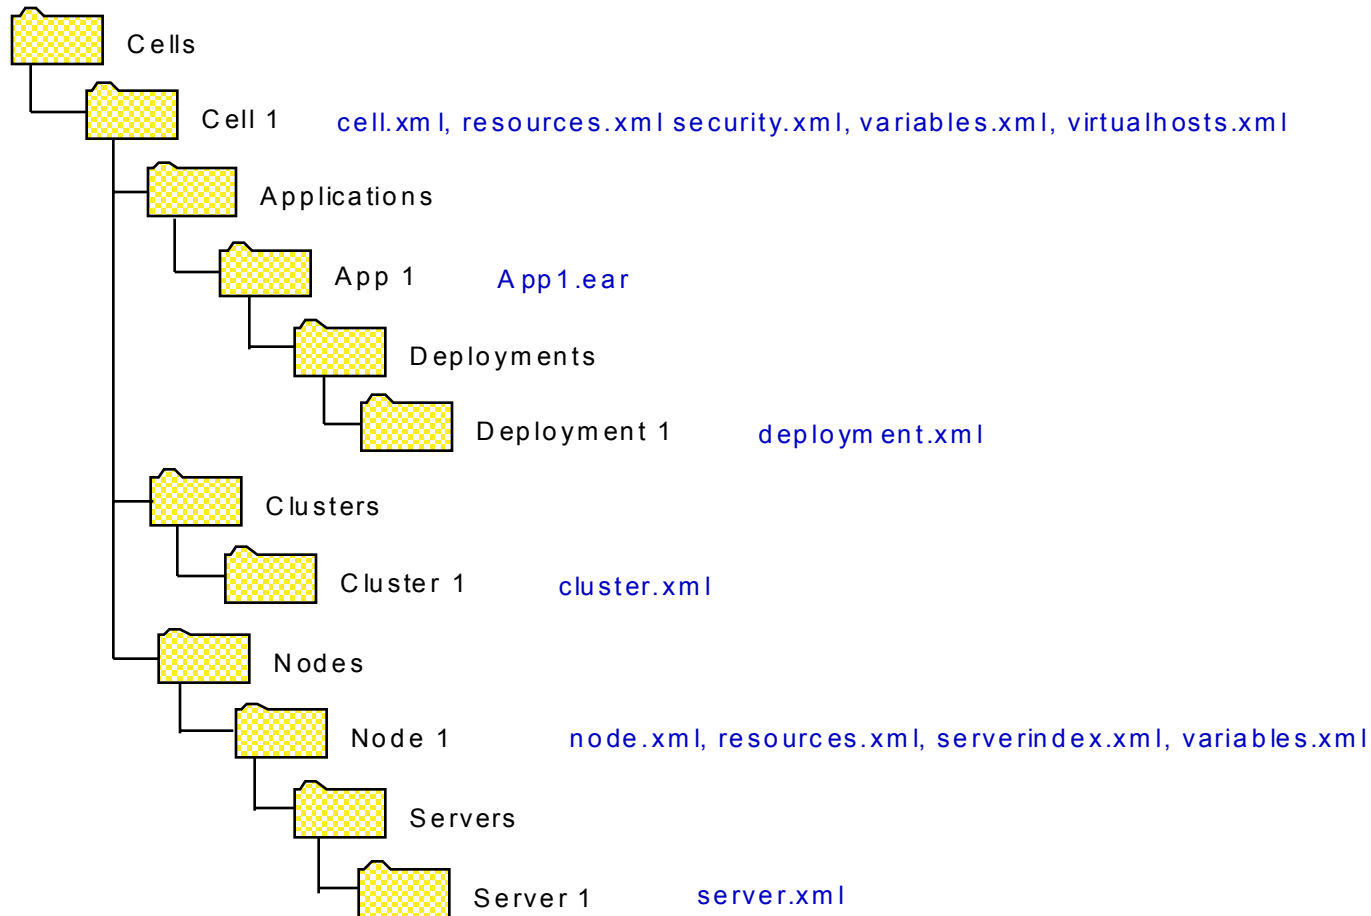 Cells
Cell 1 cell.xml, resources.xml security.xml, variables.xml, virtualhosts.xml
Applications
App 1 App1.ear
Deployments
Deployment 1 deployment.xml
Clusters
Cluster 1 cluster.xml
Nodes
Node 1 node.xml, resources.xml, serverindex.xml, variables.xml
Servers
Server 1 server.xml